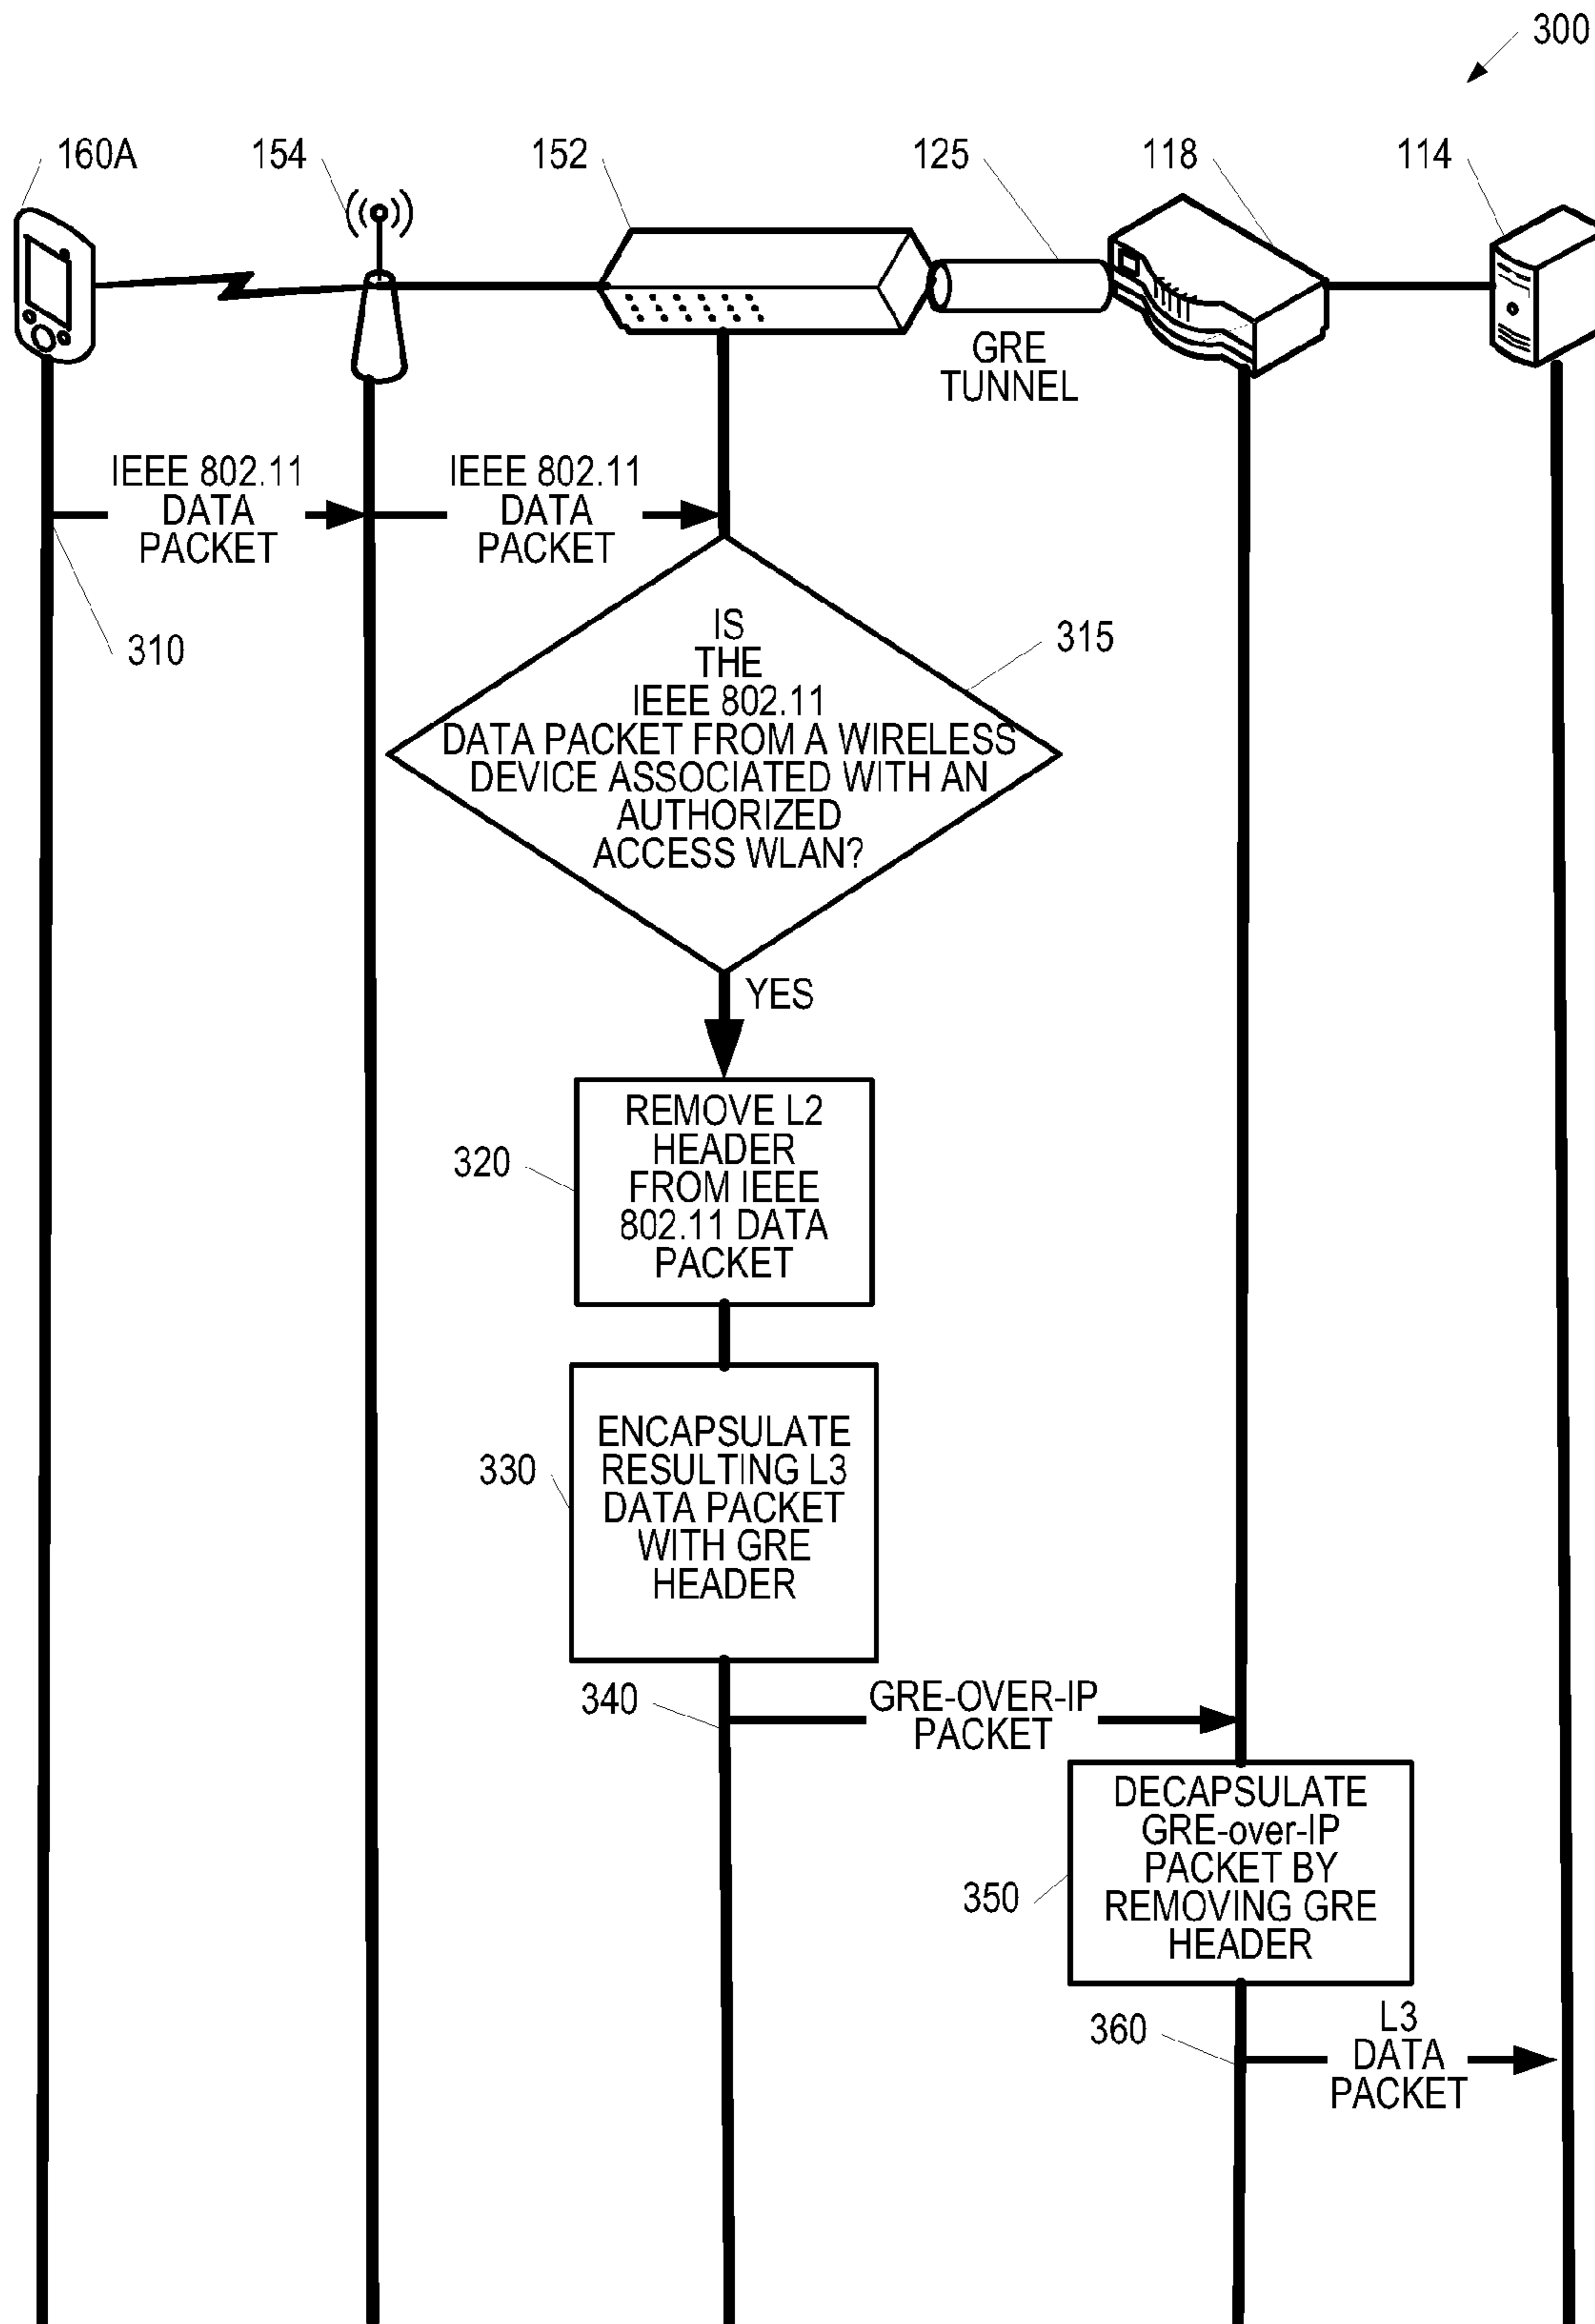 300
160A
154
152
125
118
114
GRE
TUNNEL
IEEE 802.11
DATA
PACKET
IEEE 802.11
DATA
PACKET
310
IS
THE
IEEE 802.11
DATA PACKET FROM A WIRELESS
DEVICE ASSOCIATED WITH AN
AUTHORIZED
ACCESS WLAN?
315
YES
320
REMOVE L2
HEADER
FROM IEEE
802.11 DATA
PACKET
330
ENCAPSULATE
RESULTING L3
DATA PACKET
WITH GRE
HEADER
340
GRE-OVER-IP
PACKET
350
DECAPSULATE
GRE-over-IP
PACKET BY
REMOVING GRE
HEADER
360
L3
DATA
PACKET